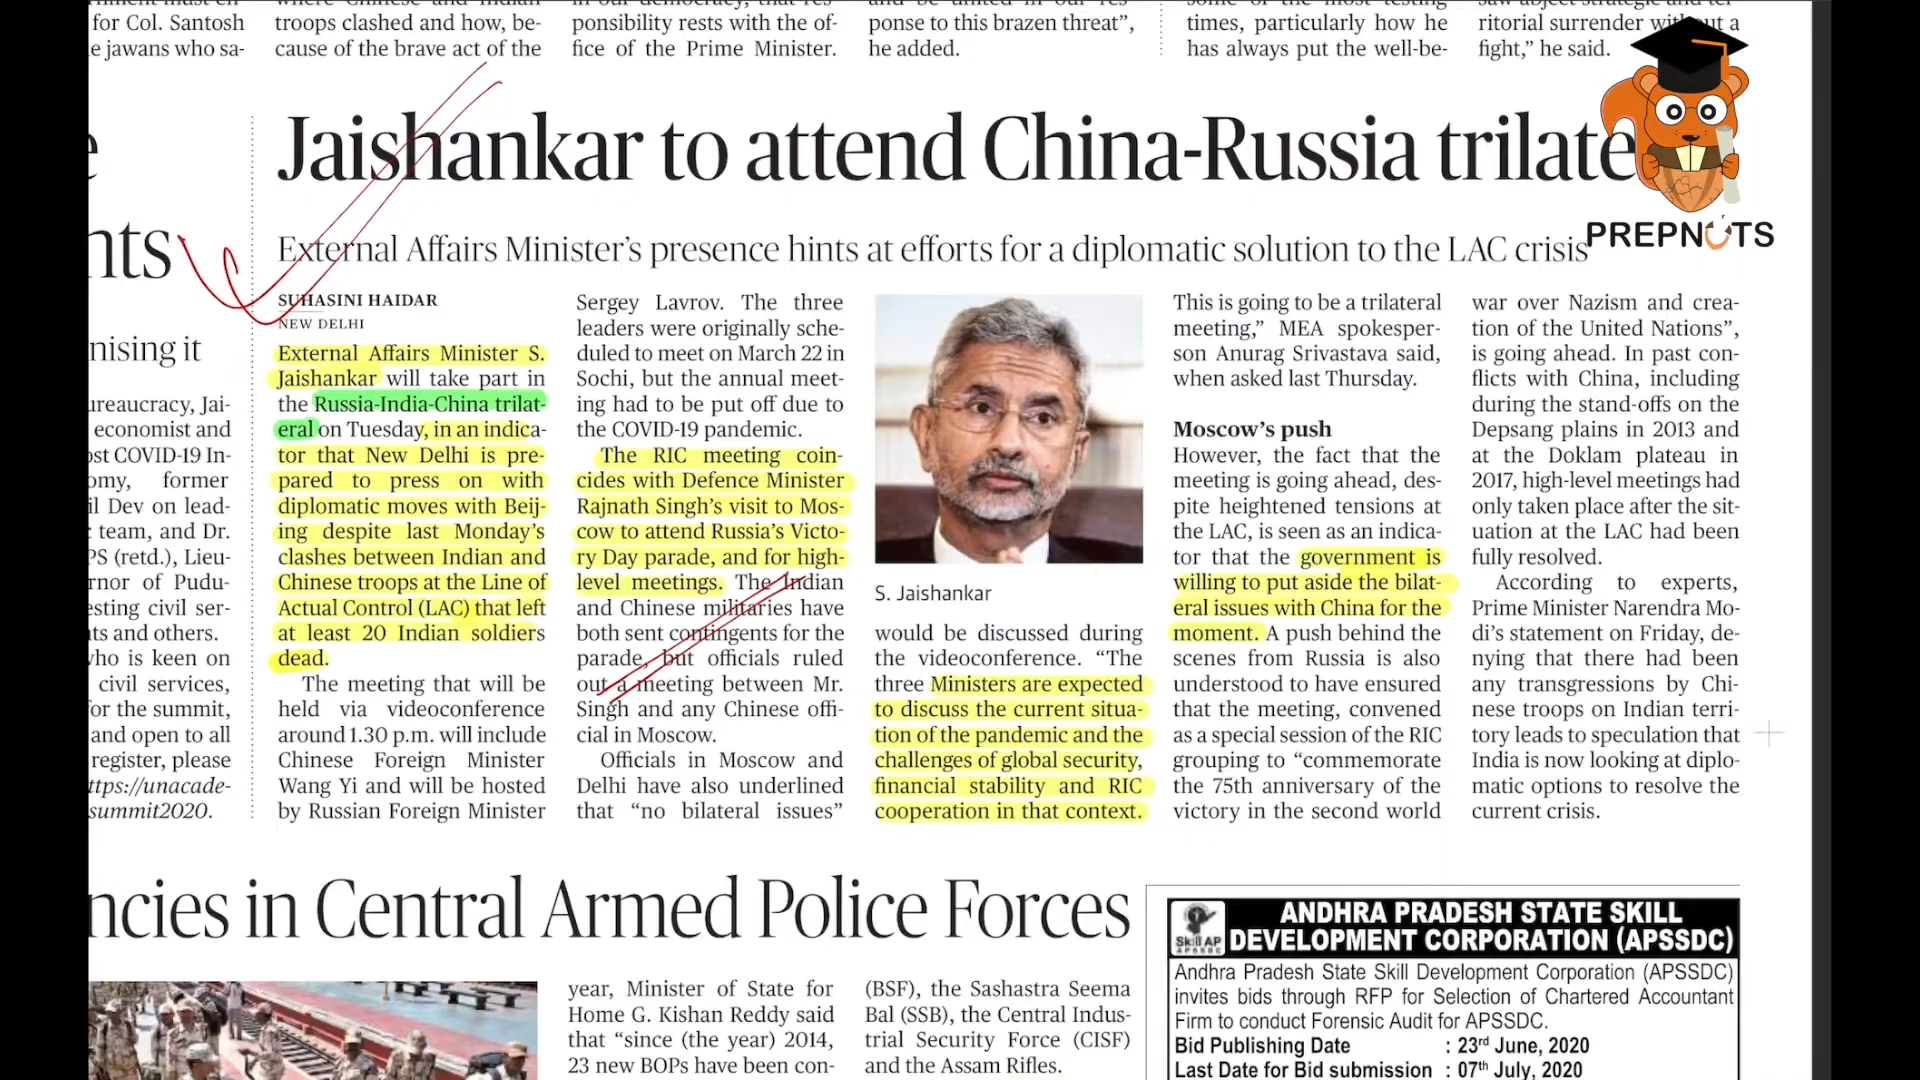 for Col. Santosh
e jawans who sa-
troops clashed and how, be-
cause of the brave act of the
ponsibility rests with the of-
fice of the Prime Minister.
ponse to this brazen threat”,
he added.
times, particularly how he
has always put the well-be-
ritorial surrender without a
fight,” he said.
PREPNUTS
Jaishankar to attend China-Russia trilate
External Affairs Minister’s presence hints at efforts for a diplomatic solution to the LAC crisis
nts
nising it
ureaucracy, Jai-
economist and
ost COVID-19 In-
omy, former
il Dev on lead-
team, and Dr.
PS (retd.), Lieu-
rnor of Pudu-
esting civil ser-
ts and others.
who is keen on
civil services,
for the summit,
and open to all
register, please
ttps://unacade-
summit2020.
SUHASINI HAIDAR
NEW DELHI
External Affairs Minister S.
Jaishankar will take part in
the Russia-India-China trilat-
eral on Tuesday, in an indica-
tor that New Delhi is pre-
pared to press on with
diplomatic moves with Beij-
ing despite last Monday’s
clashes between Indian and
Chinese troops at the Line of
Actual Control (LAC) that left
at least 20 Indian soldiers
dead.
The meeting that will be
held via videoconference
around 1.30 p.m. will include
Chinese Foreign Minister
Wang Yi and will be hosted
by Russian Foreign Minister
Sergey Lavrov. The three
leaders were originally sche-
duled to meet on March 22 in
Sochi, but the annual meet-
ing had to be put off due to
the COVID-19 pandemic.
The RIC meeting coin-
cides with Defence Minister
Rajnath Singh’s visit to Mos-
cow to attend Russia’s Victo-
ry Day parade, and for high-
level meetings. The Indian
and Chinese militaries have
both sent contingents for the
parade, but officials ruled
out a meeting between Mr.
Singh and any Chinese offi-
cial in Moscow.
Officials in Moscow and
Delhi have also underlined
that “no bilateral issues”
S. Jaishankar
would be discussed during
the videoconference. “The
three Ministers are expected
to discuss the current situa-
tion of the pandemic and the
challenges of global security,
financial stability and RIC
cooperation in that context.
This is going to be a trilateral
meeting,” MEA spokesper-
son Anurag Srivastava said,
when asked last Thursday.
Moscow’s push
However, the fact that the
meeting is going ahead, des-
pite heightened tensions at
the LAC, is seen as an indica-
tor that the government is
willing to put aside the bilat-
eral issues with China for the
moment. A push behind the
scenes from Russia is also
understood to have ensured
that the meeting, convened
as a special session of the RIC
grouping to “commemorate
the 75th anniversary of the
victory in the second world
war over Nazism and crea-
tion of the United Nations”,
is going ahead. In past con-
flicts with China, including
during the stand-offs on the
Depsang plains in 2013 and
at the Doklam plateau in
2017, high-level meetings had
only taken place after the sit-
uation at the LAC had been
fully resolved.
According to experts,
Prime Minister Narendra Mo-
di’s statement on Friday, de-
nying that there had been
any transgressions by Chi-
nese troops on Indian terri-
tory leads to speculation that
India is now looking at diplo-
matic options to resolve the
current crisis.
ncies in Central Armed Police Forces
year, Minister of State for
Home G. Kishan Reddy said
that “since (the year) 2014,
23 new BOPs have been con-
(BSF), the Sashastra Seema
Bal (SSB), the Central Indus-
trial Security Force (CISF)
and the Assam Rifles.
Skill AP
APSSDC
ANDHRA PRADESH STATE SKILL
DEVELOPMENT CORPORATION (APSSDC)
Andhra Pradesh State Skill Development Corporation (APSSDC)
invites bids through RFP for Selection of Chartered Accountant
Firm to conduct Forensic Audit for APSSDC.
Bid Publishing Date : 23rd June, 2020
Last Date for Bid submission : 07th July, 2020